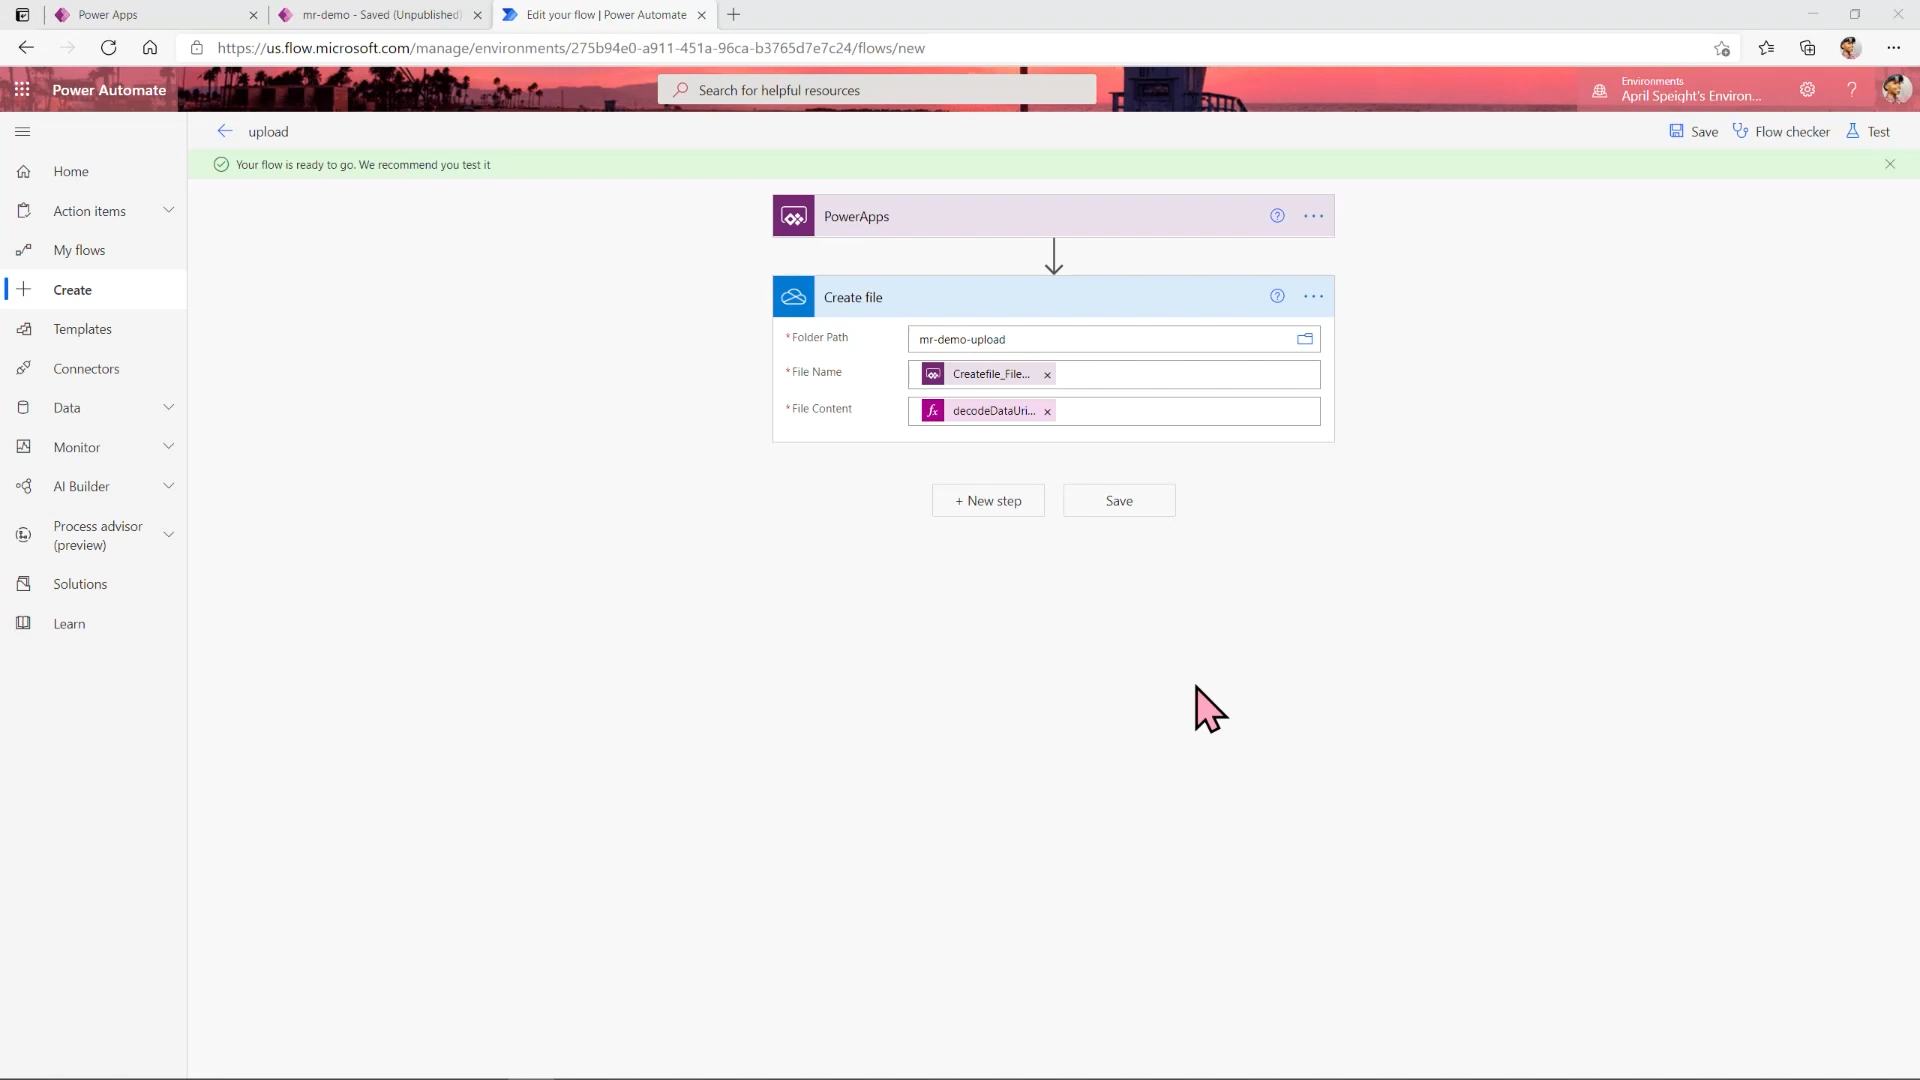 Power Apps
mr-demo - Saved (Unpublished)
Edit your flow | Power Automate
https://us.flow.microsoft.com/manage/environments/275b94e0-a911-451a-96ca-b3765d7e7c24/flows/new
Power Automate
Search for helpful resources
Environments
April Speight's Environ...
upload
Save
Flow checker
Test
Your flow is ready to go. We recommend you test it
Home
Action items
My flows
Create
Templates
Connectors
Data
Monitor
AI Builder
Process advisor
(preview)
Solutions
Learn
PowerApps
Create file
*Folder Path
mr-demo-upload
*File Name
Createfile_File... ×
*File Content
fx decodeDataUri... ×
+ New step
Save